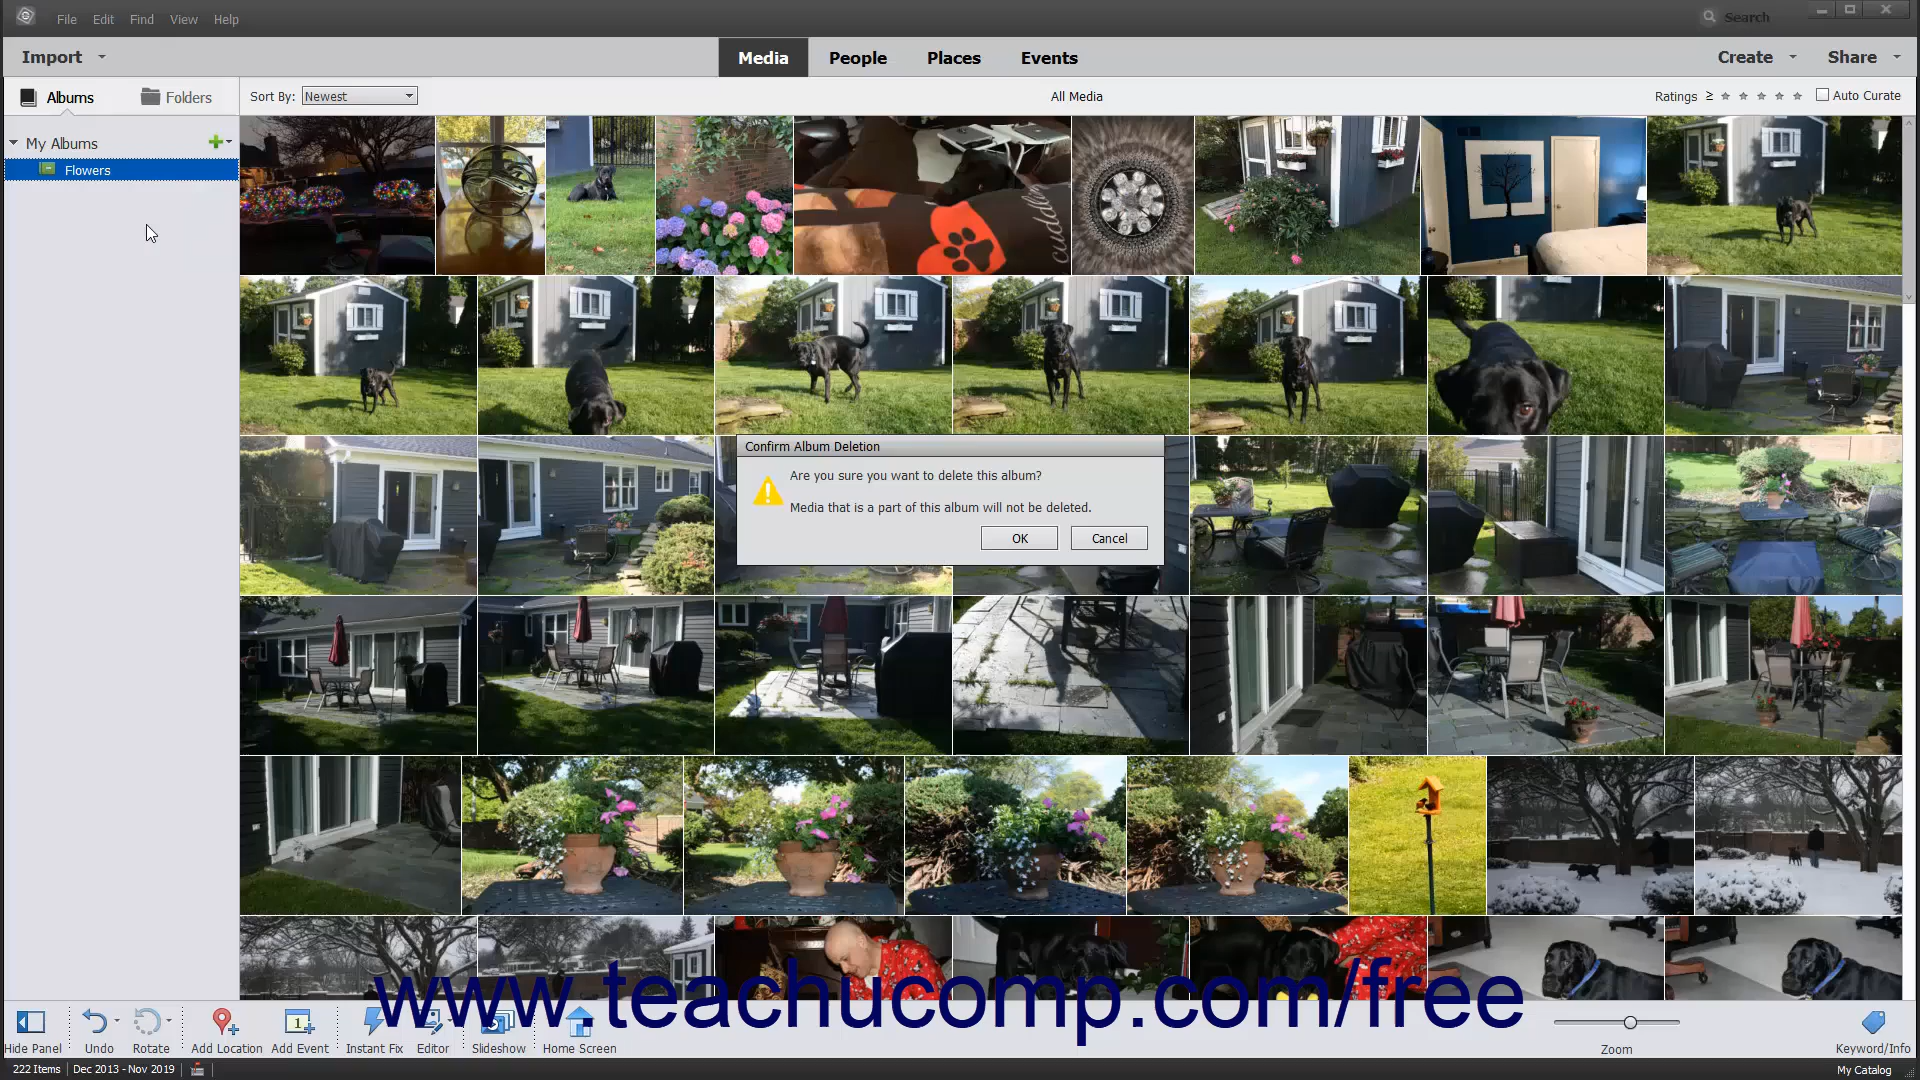 File Edit Find View Help Search
Import Media People Places Events Create Share
Albums Folders Sort By: Newest All Media Ratings ≥ Auto Curate
My Albums
Flowers
cuddle
Confirm Album Deletion
Are you sure you want to delete this album?
Media that is a part of this album will not be deleted.
OK Cancel
www.teachucomp.com/free
1
Hide Panel Undo Rotate Add Location Add Event Instant Fix Editor Slideshow Home Screen Zoom Keyword/Info
222 Items Dec 2013 - Nov 2019 My Catalog